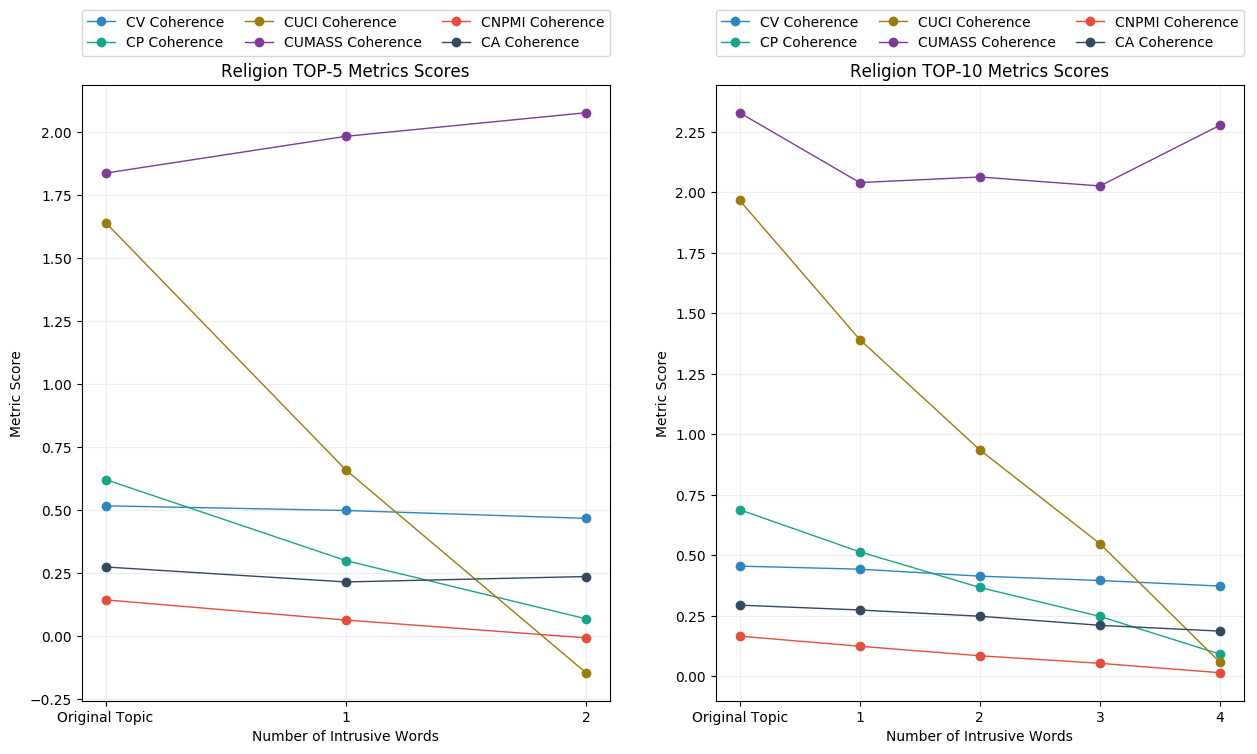 CV Coherence CUCI Coherence CNPMI Coherence
CP Coherence CUMASS Coherence CA Coherence
Religion TOP-5 Metrics Scores
Metric Score
2.00
1.75
1.50
1.25
1.00
0.75
0.50
0.25
0.00
−0.25
Original Topic 1 2
Number of Intrusive Words
CV Coherence CUCI Coherence CNPMI Coherence
CP Coherence CUMASS Coherence CA Coherence
Religion TOP-10 Metrics Scores
Metric Score
2.25
2.00
1.75
1.50
1.25
1.00
0.75
0.50
0.25
0.00
Original Topic 1 2 3 4
Number of Intrusive Words